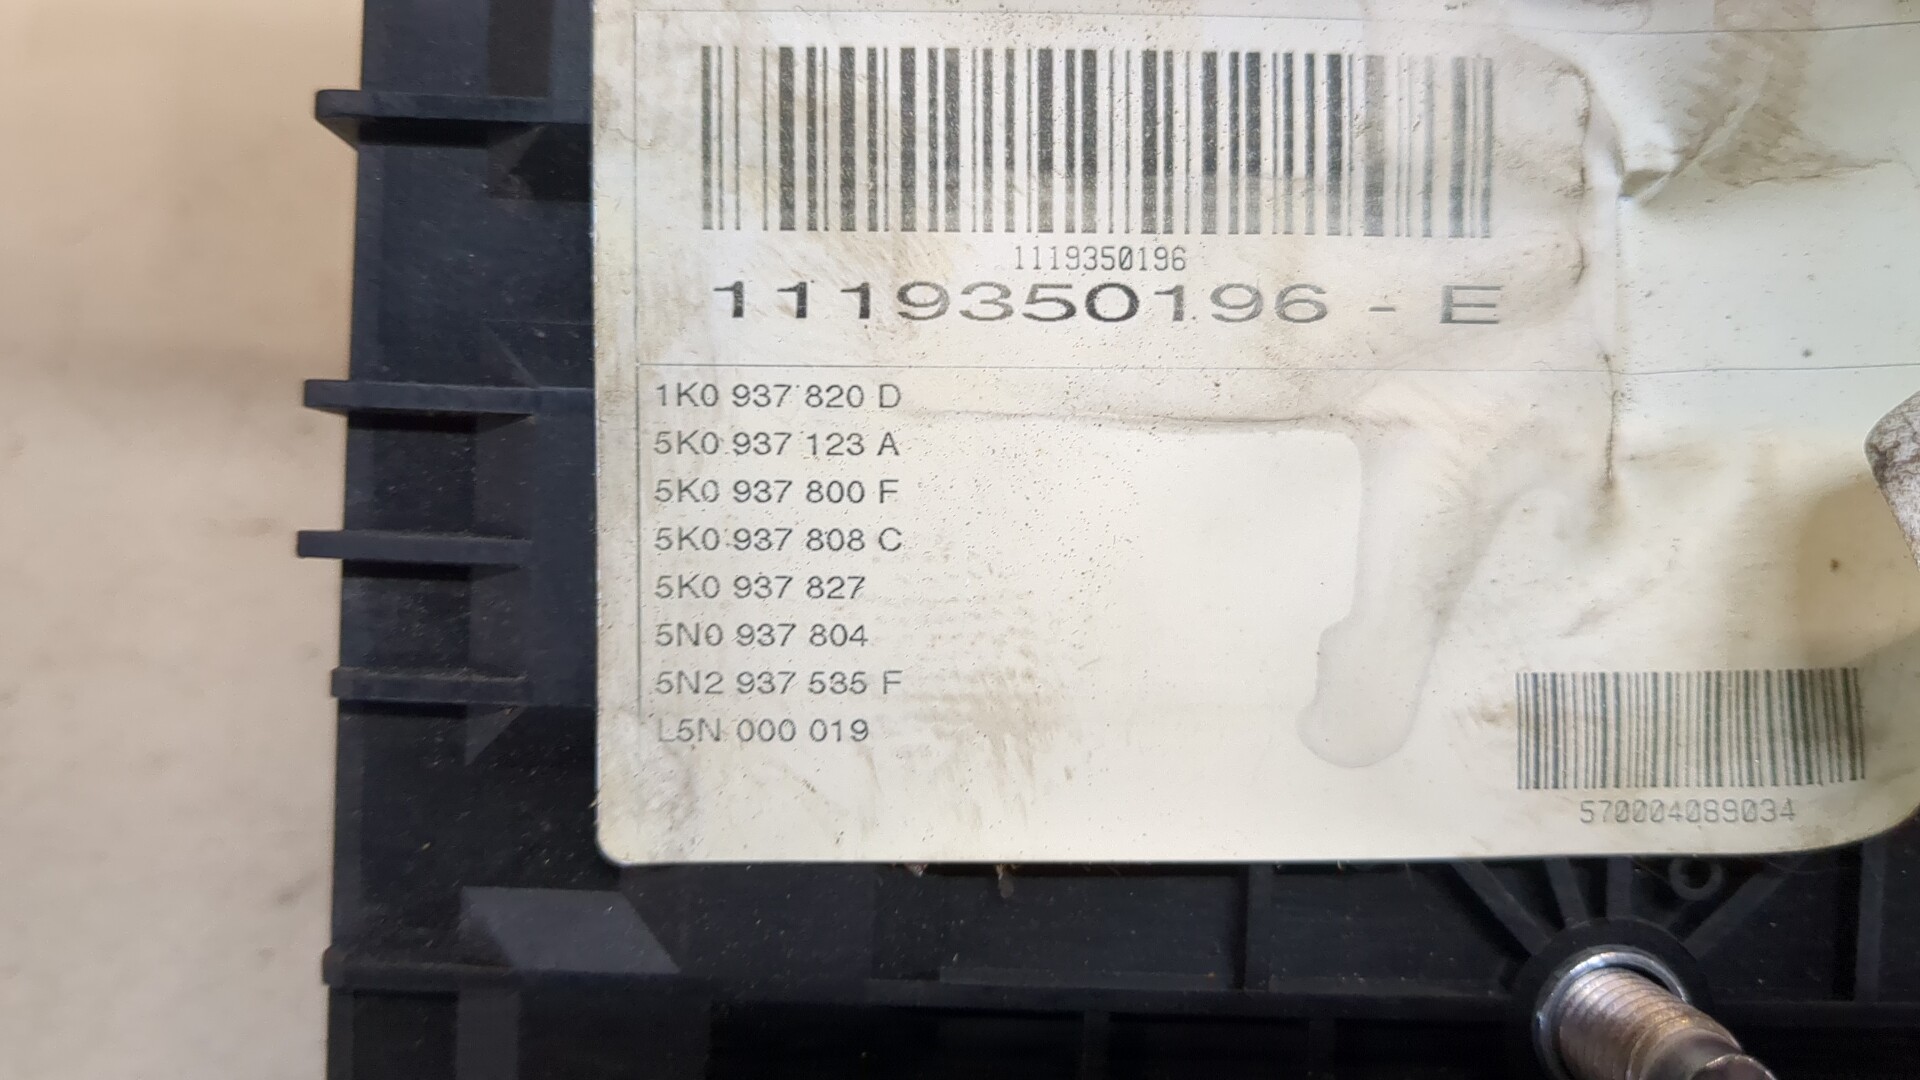 1119350196
1119350196 - E
1K0 937 820 D
5K0 937 123 A
5K0 937 800 F
5K0 937 808 C
5K0 937 827
5N0 937 804
5N2 937 535 F
L5N 000 019
570004089034